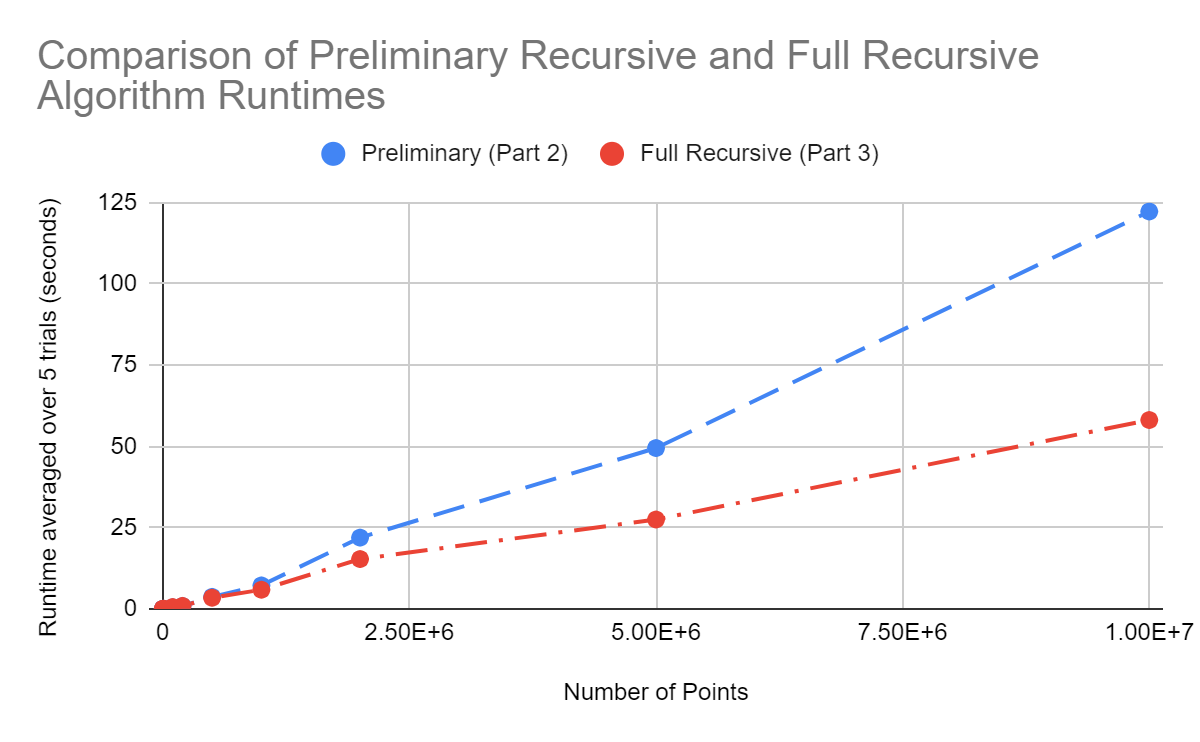 Comparison of Preliminary Recursive and Full Recursive
Algorithm Runtimes
Preliminary (Part 2)
Full Recursive (Part 3)
Runtime averaged over 5 trials (seconds)
125
100
75
50
25
0
0
2.50E+6
5.00E+6
7.50E+6
1.00E+7
Number of Points